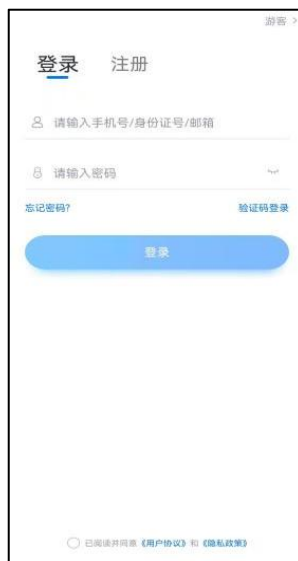 游客 >
登录 注册
请输入手机号/身份证号/邮箱
请输入密码
忘记密码? 验证码登录
登录
已阅读并同意《用户协议》和《隐私政策》